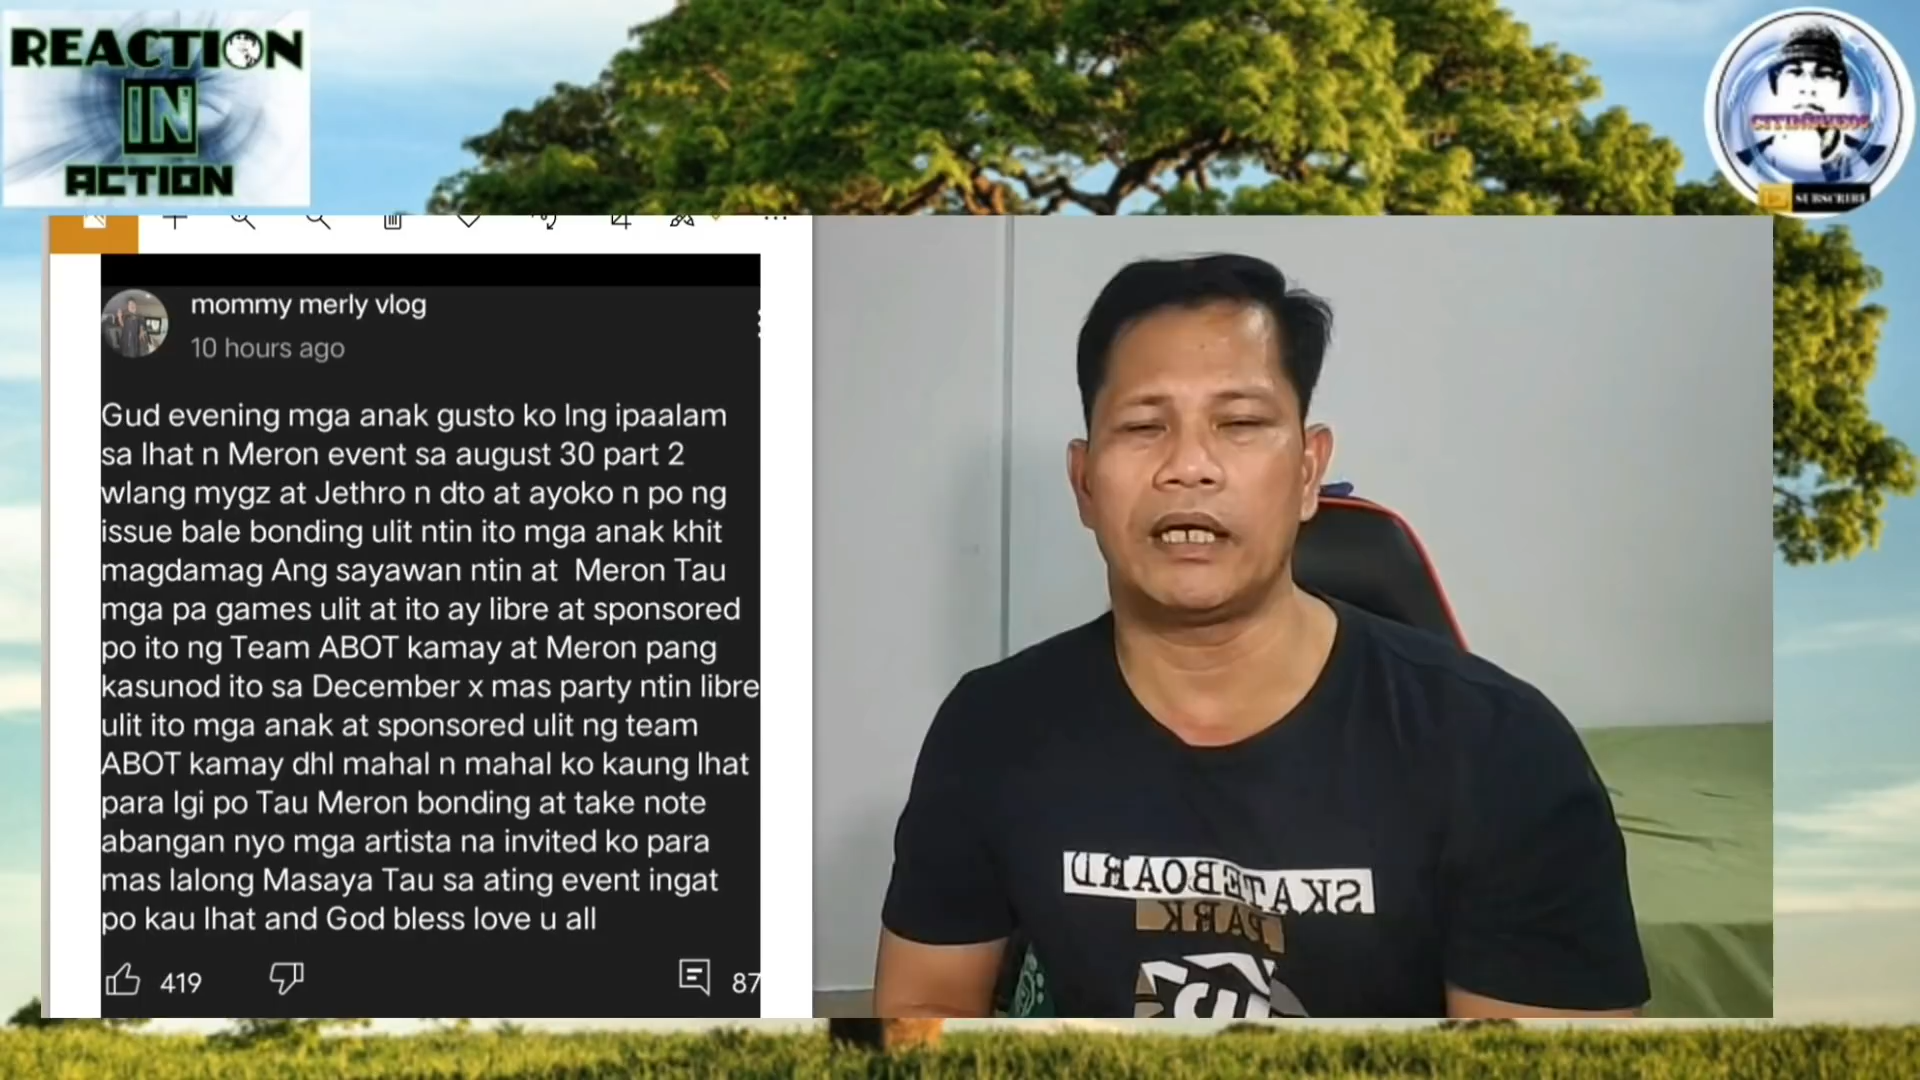 REACTION
IN
ACTION
SUBSCRIBE
mommy merly vlog
10 hours ago
Gud evening mga anak gusto ko lng ipaalam
sa lhat n Meron event sa august 30 part 2
wlang mygz at Jethro n dto at ayoko n po ng
issue bale bonding ulit ntin ito mga anak khit
magdamag Ang sayawan ntin at Meron Tau
mga pa games ulit at ito ay libre at sponsored
po ito ng Team ABOT kamay at Meron pang
kasunod ito sa December x mas party ntin libre
ulit ito mga anak at sponsored ulit ng team
ABOT kamay dhl mahal n mahal ko kaung lhat
para lgi po Tau Meron bonding at take note
abangan nyo mga artista na invited ko para
mas lalong Masaya Tau sa ating event ingat
po kau lhat and God bless love u all
419
87
SKATEBOARD
PARK